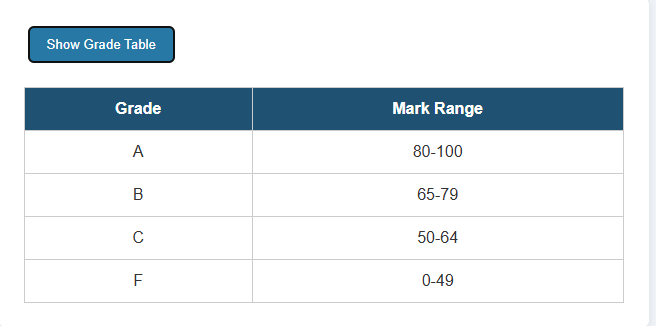 Show Grade Table
Grade Mark Range
A 80-100
B 65-79
C 50-64
F 0-49